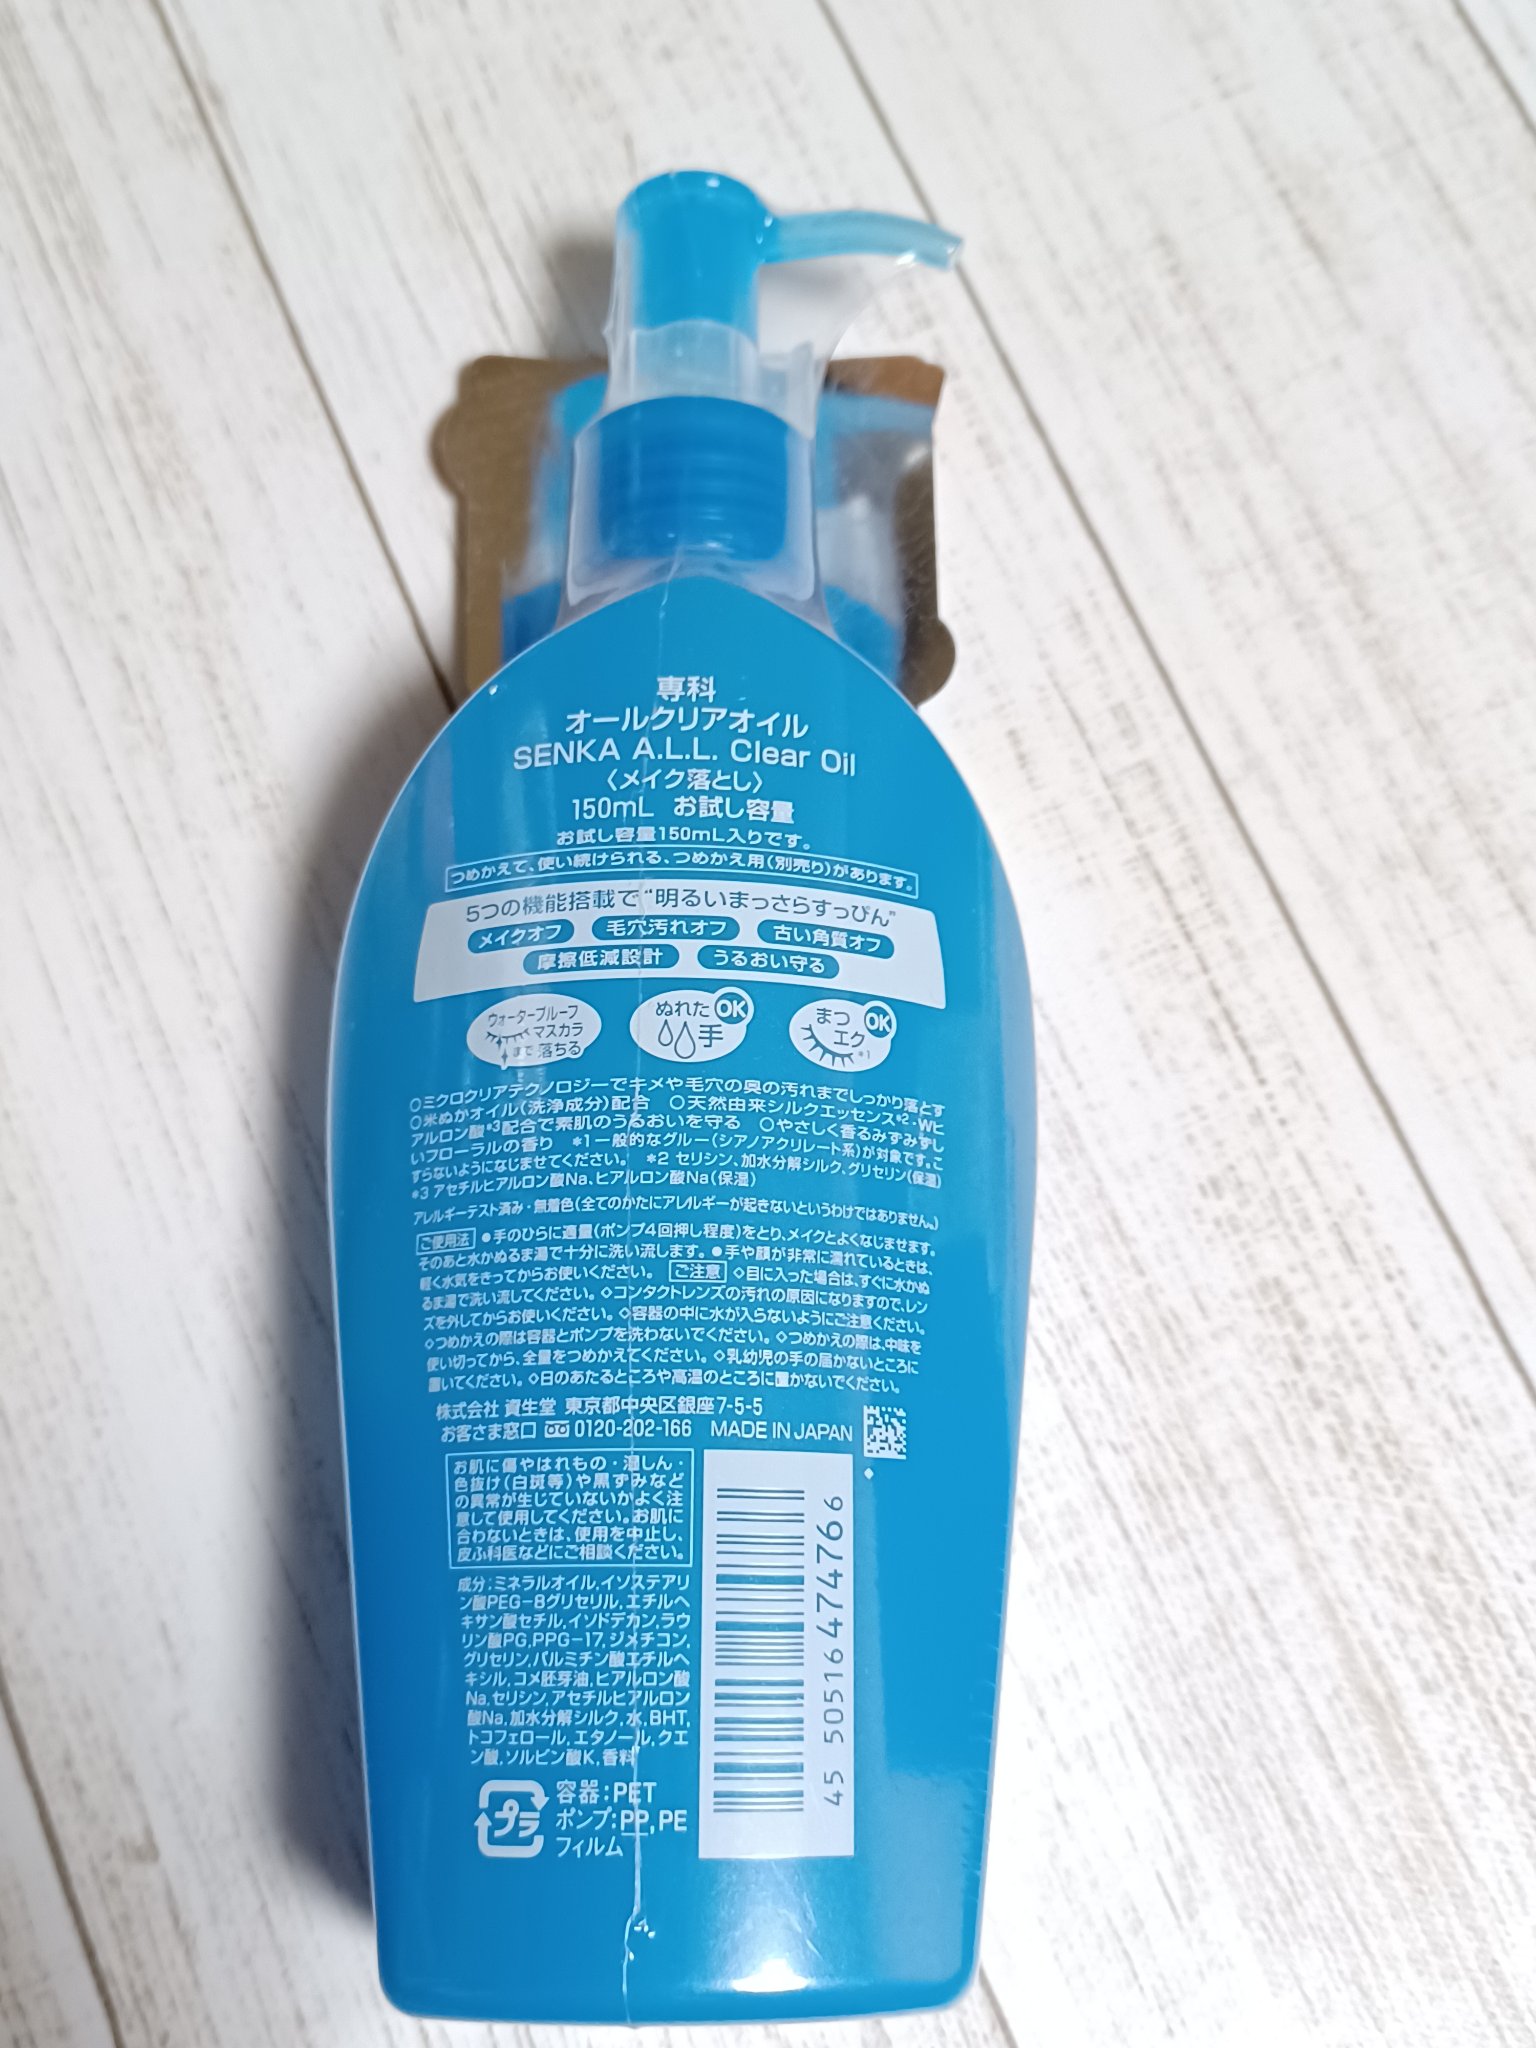 専科
オールクリアオイル
SENKA A.L.L. Clear Oil
〈メイク落とし〉
150mL お試し容量
お試し容量150mL入りです。
つめかえて、使い続けられる、つめかえ用(別売り)があります。
5つの機能搭載で“明るいまっさらすっぴん”
メイクオフ 毛穴汚れオフ 古い角質オフ
摩擦低減設計 うるおい守る
ウォータープルーフ
マスカラ
まで落ちる
ぬれた
手
OK
まつ
エク
*1
OK
○ミクロクリアテクノロジーでキメや毛穴の奥の汚れまでしっかり落とす
○米ぬかオイル(洗浄成分)配合 ○天然由来シルクエッセンス*2・Wヒ
アルロン酸*3配合で素肌のうるおいを守る ○やさしく香るみずみずし
いフローラルの香り *1 一般的なグルー(シアノアクリレート系)が対象です。こ
すらないようになじませてください。 *2 セリシン、加水分解シルク、グリセリン(保湿)
*3 アセチルヒアルロン酸Na、ヒアルロン酸Na(保湿)
アレルギーテスト済み・無着色(全てのかたにアレルギーが起きないというわけではありません。)
ご使用法 ●手のひらに適量(ポンプ4回押し程度)をとり、メイクとよくなじませます。
そのあと水かぬるま湯で十分に洗い流します。●手や顔が非常に濡れているときは、
軽く水気をきってからお使いください。 ご注意 ◇目に入った場合は、すぐに水かぬ
るま湯で洗い流してください。◇コンタクトレンズの汚れの原因になりますので、レン
ズを外してからお使いください。◇容器の中に水が入らないようにご注意ください。
◇つめかえの際は容器とポンプを洗わないでください。◇つめかえの際は、中味を
使い切ってから、全量をつめかえてください。◇乳幼児の手の届かないところに
置いてください。◇日のあたるところや高温のところに置かないでください。
株式会社 資生堂 東京都中央区銀座7-5-5
お客さま窓口 0120-202-166 MADE IN JAPAN
お肌に傷やはれもの・湿しん・
色抜け(白斑等)や黒ずみなど
の異常が生じていないかよく注
意して使用してください。お肌に
合わないときは、使用を中止し、
皮ふ科医などにご相談ください。
成分:ミネラルオイル,イソステアリ
ン酸PEG-8グリセリル,エチルヘ
キサン酸セチル,イソドデカン,ラウ
リン酸PG,PPG-17,ジメチコン,
グリセリン,パルミチン酸エチルヘ
キシル,コメ胚芽油,ヒアルロン酸
Na,セリシン,アセチルヒアルロン
酸Na,加水分解シルク,水,BHT,
トコフェロール,エタノール,クエ
ン酸,ソルビン酸K,香料
プラ
容器:PET
ポンプ:PP,PE
フィルム
45 50516 474766